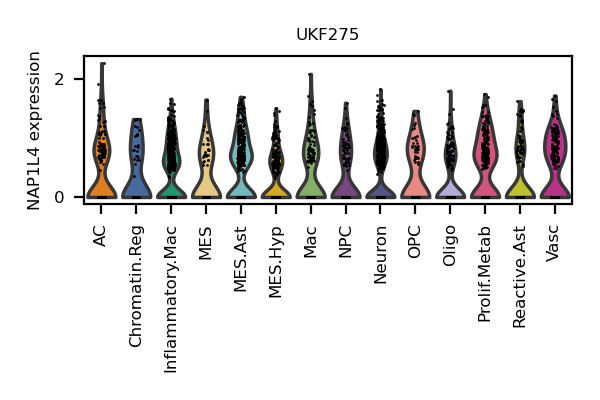 UKF275
NAP1L4 expression
2
0
AC
Chromatin.Reg
Inflammatory.Mac
MES
MES.Ast
MES.Hyp
Mac
NPC
Neuron
OPC
Oligo
Prolif.Metab
Reactive.Ast
Vasc